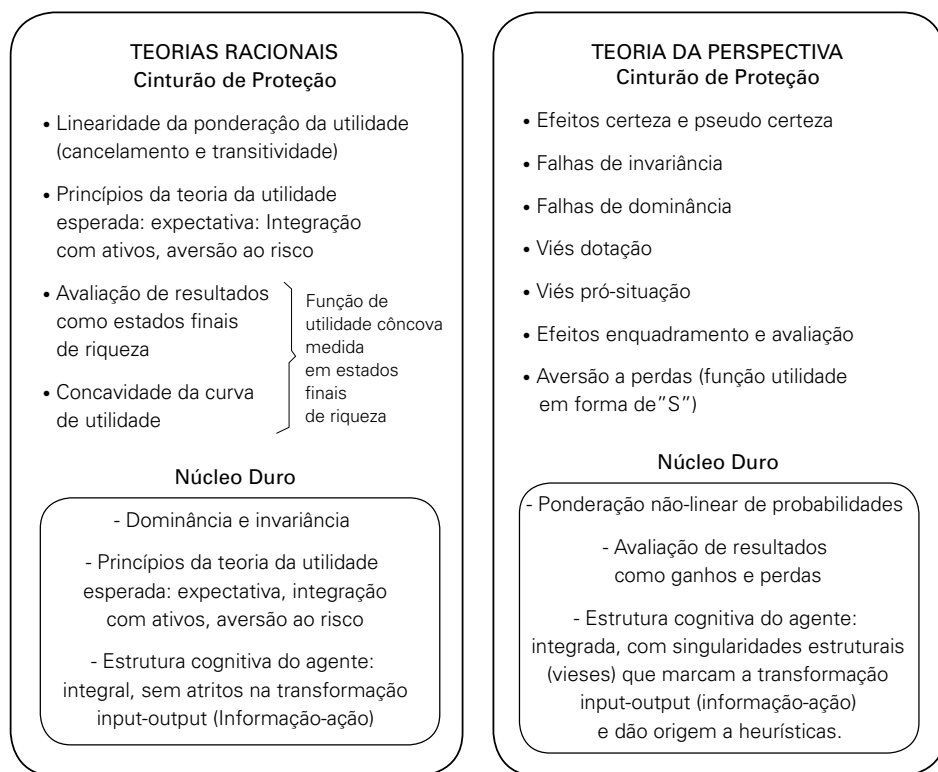 TEORIAS RACIONAIS
Cinturão de Proteção
• Linearidade da ponderação da utilidade
(cancelamento e transitividade)
• Princípios da teoria da utilidade
esperada: expectativa: Integração
com ativos, aversão ao risco
• Avaliação de resultados
como estados finais
de riqueza
• Concavidade da curva
de utilidade
Função de
utilidade côncova
medida
em estados
finais
de riqueza
Núcleo Duro
- Dominância e invariância
- Princípios da teoria da utilidade
esperada: expectativa, integração
com ativos, aversão ao risco
- Estrutura cognitiva do agente:
integral, sem atritos na transformação
input-output (Informação-ação)
TEORIA DA PERSPECTIVA
Cinturão de Proteção
• Efeitos certeza e pseudo certeza
• Falhas de invariância
• Falhas de dominância
• Viés dotação
• Viés pró-situação
• Efeitos enquadramento e avaliação
• Aversão a perdas (função utilidade
em forma de”S”)
Núcleo Duro
- Ponderação não-linear de probabilidades
- Avaliação de resultados
como ganhos e perdas
- Estrutura cognitiva do agente:
integrada, com singularidades estruturais
(vieses) que marcam a transformação
input-output (informação-ação)
e dão origem a heurísticas.